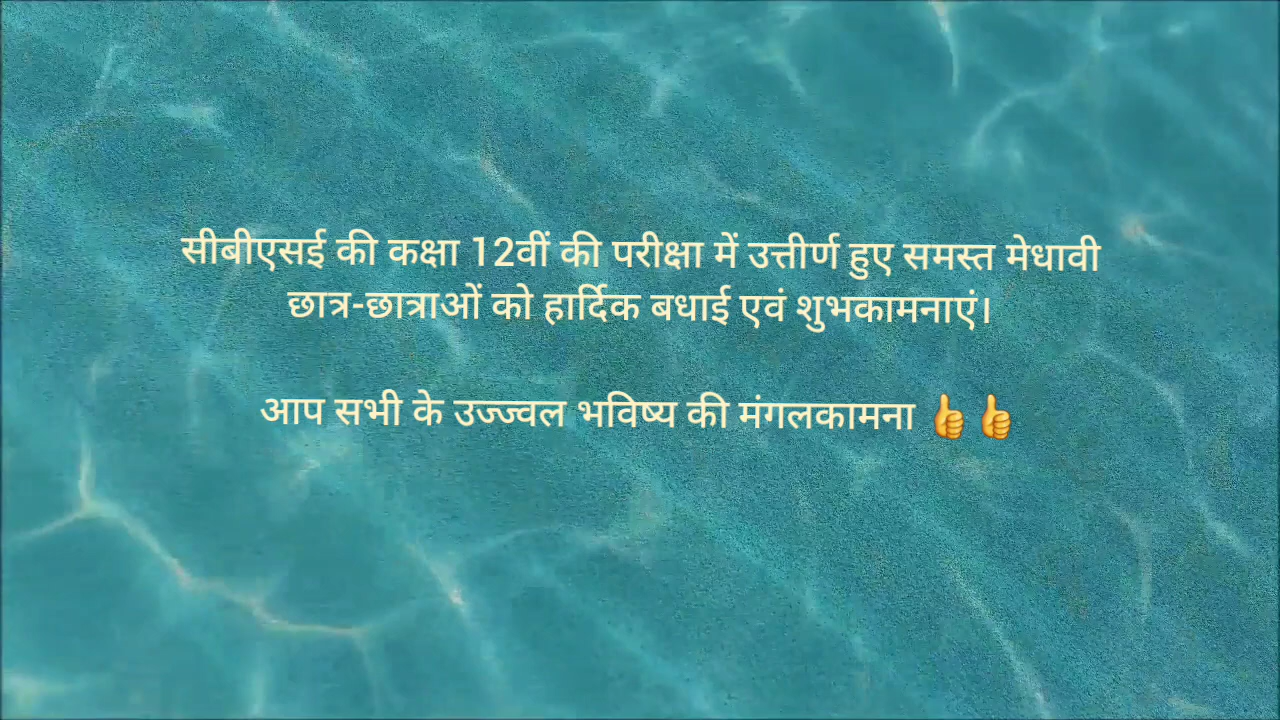 सीबीएसई की कक्षा 12वीं की परीक्षा में उत्तीर्ण हुए समस्त मेधावी
छात्र-छात्राओं को हार्दिक बधाई एवं शुभकामनाएं।
आप सभी के उज्ज्वल भविष्य की मंगलकामना 👍👍